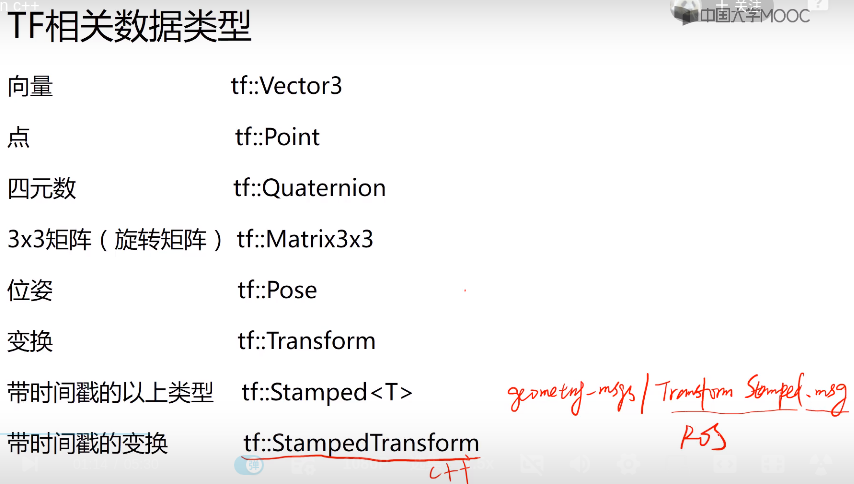 n c++
+ 关注
中国大学MOOC
TF相关数据类型
向量 tf::Vector3
点 tf::Point
四元数 tf::Quaternion
3x3矩阵（旋转矩阵） tf::Matrix3x3
位姿 tf::Pose
变换 tf::Transform
带时间戳的以上类型 tf::Stamped<T> geometry_msgs/TransformStamped.msg
带时间戳的变换 tf::StampedTransform ROS
C++